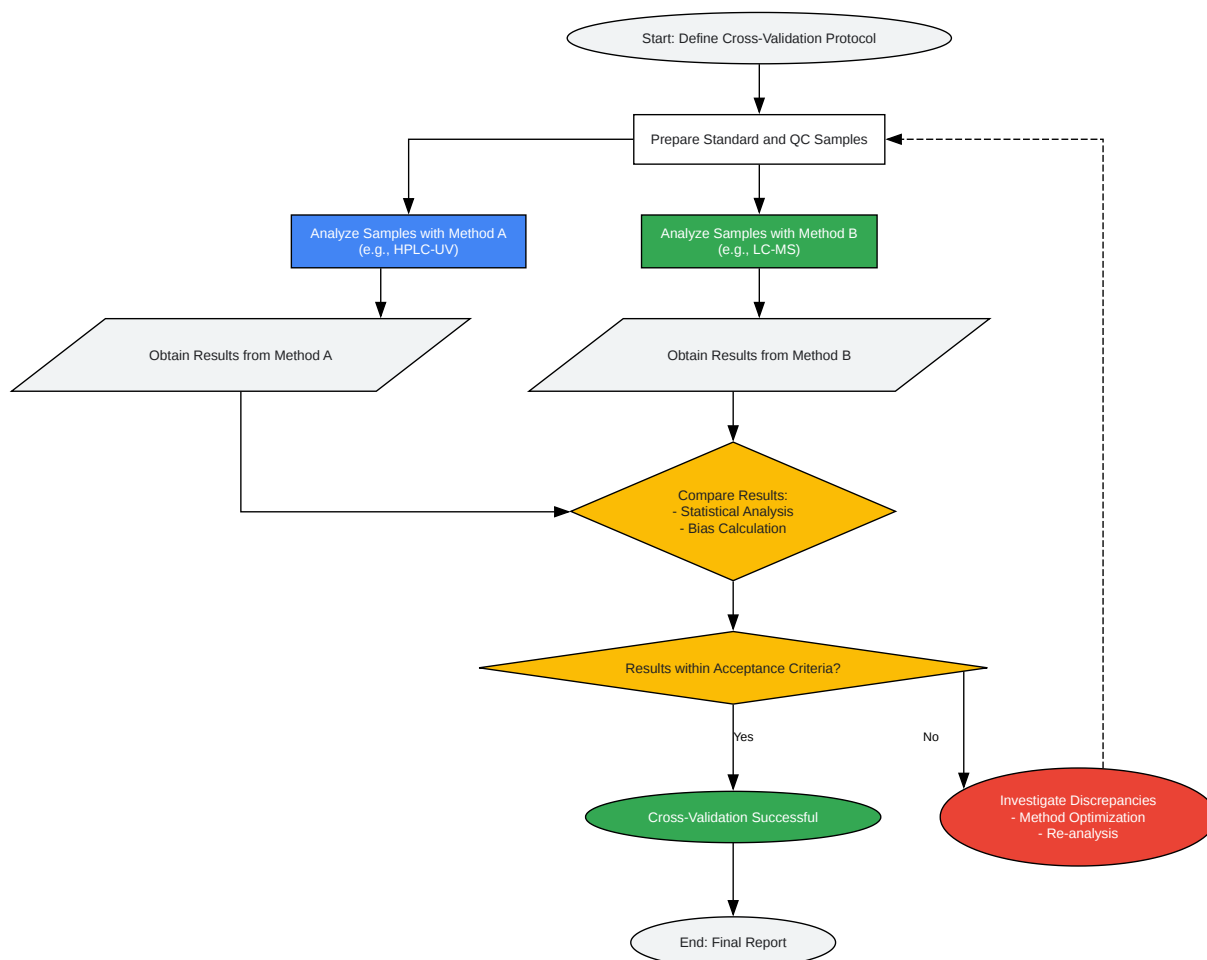 Start: Define Cross-Validation Protocol
Prepare Standard and QC Samples
Analyze Samples with Method A
(e.g., HPLC-UV)
Analyze Samples with Method B
(e.g., LC-MS)
Obtain Results from Method A
Obtain Results from Method B
Compare Results:
- Statistical Analysis
- Bias Calculation
Results within Acceptance Criteria?
Yes
No
Investigate Discrepancies
- Method Optimization
- Re-analysis
Cross-Validation Successful
End: Final Report